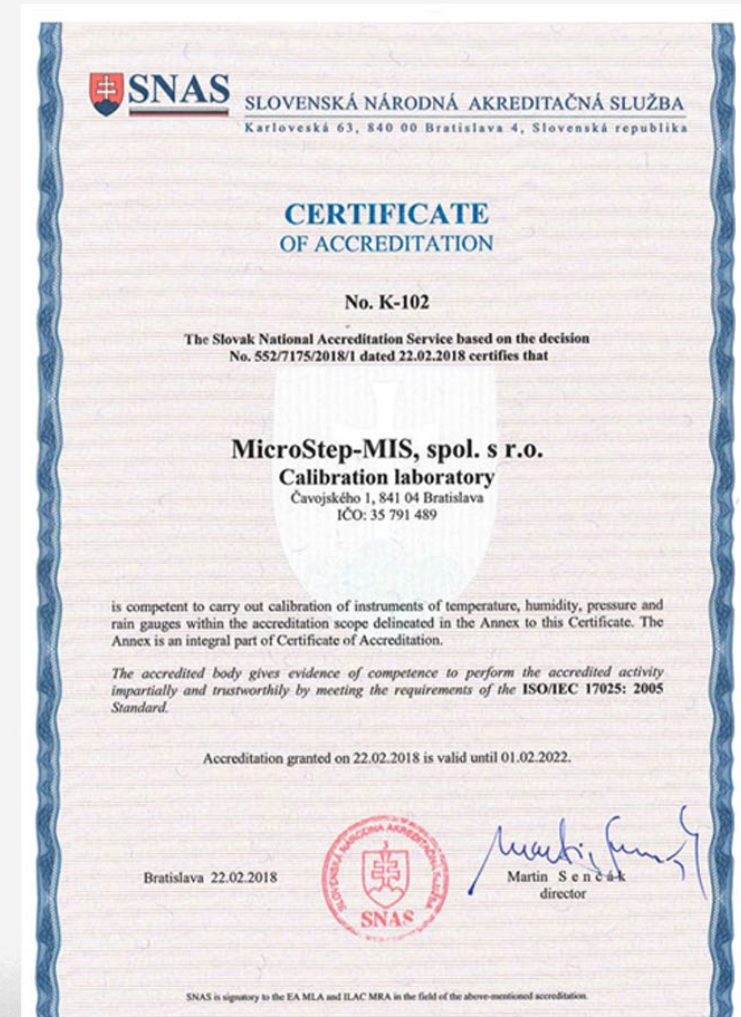 SNAS
SLOVENSKÁ NÁRODNÁ AKREDITAČNÁ SLUŽBA
Karloveská 63, 840 00 Bratislava 4, Slovenská republika
CERTIFICATE
OF ACCREDITATION
No. K-102
The Slovak National Accreditation Service based on the decision
No. 552/7175/2018/1 dated 22.02.2018 certifies that
MicroStep-MIS, spol. s r.o.
Calibration laboratory
Čavojského 1, 841 04 Bratislava
IČO: 35 791 489
is competent to carry out calibration of instruments of temperature, humidity, pressure and
rain gauges within the accreditation scope delineated in the Annex to this Certificate. The
Annex is an integral part of Certificate of Accreditation.
The accredited body gives evidence of competence to perform the accredited activity
impartially and trustworthily by meeting the requirements of the ISO/IEC 17025: 2005
Standard.
Accreditation granted on 22.02.2018 is valid until 01.02.2022.
SLOVENSKÁ NÁRODNÁ AKREDITAČNÁ SLUŽBA
SNAS
Bratislava 22.02.2018
Martin Senčák
director
SNAS is signatory to the EA MLA and ILAC MRA in the field of the above-mentioned accreditation.